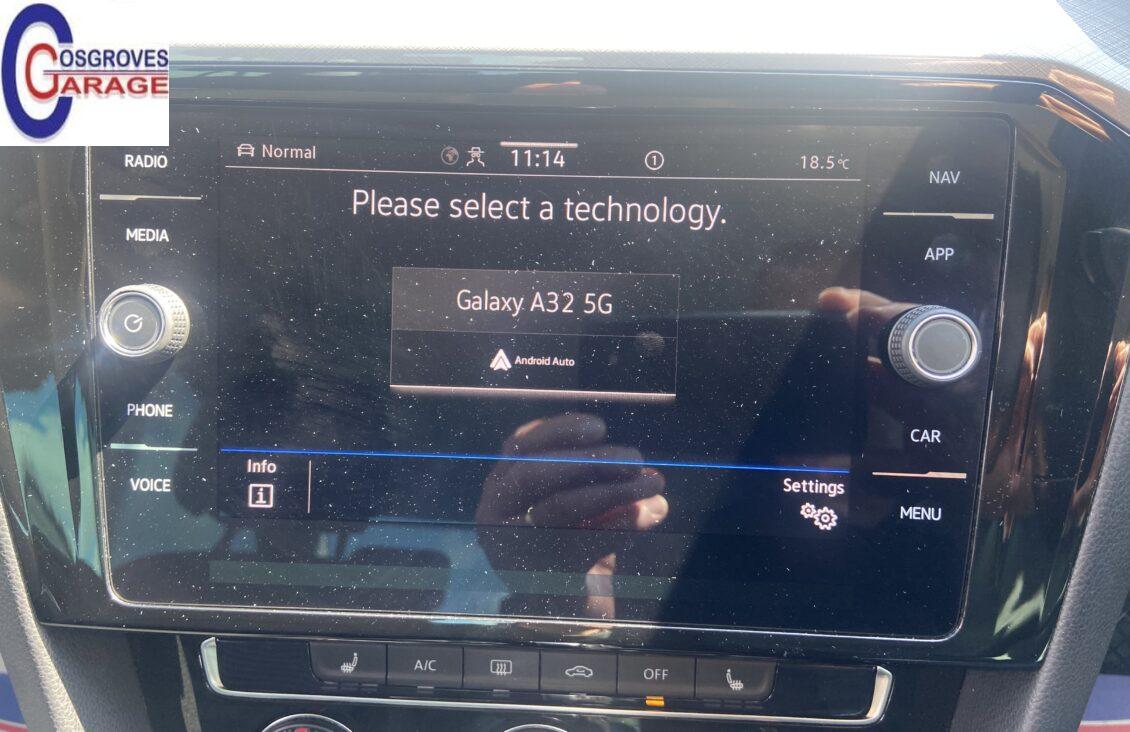 COSGROVES
GARAGE
RADIO
MEDIA
PHONE
VOICE
Normal
11:14
1
18.5°C
Please select a technology.
Galaxy A32 5G
Android Auto
Info
i
Settings
NAV
APP
CAR
MENU
A/C
OFF